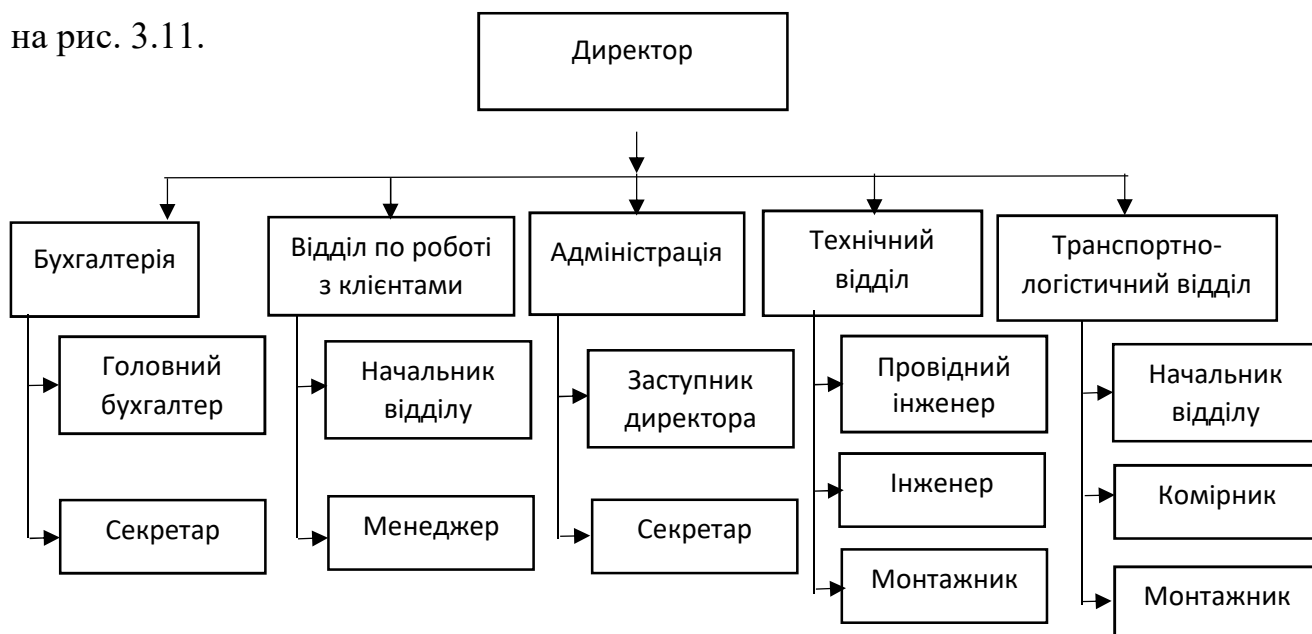 на рис. 3.11.
Директор
Бухгалтерія
Відділ по роботі
з клієнтами
Адміністрація
Технічний
відділ
Транспортно-
логістичний відділ
Головний
бухгалтер
Начальник
відділу
Заступник
директора
Провідний
інженер
Начальник
відділу
Інженер
Комірник
Секретар
Менеджер
Секретар
Монтажник
Монтажник